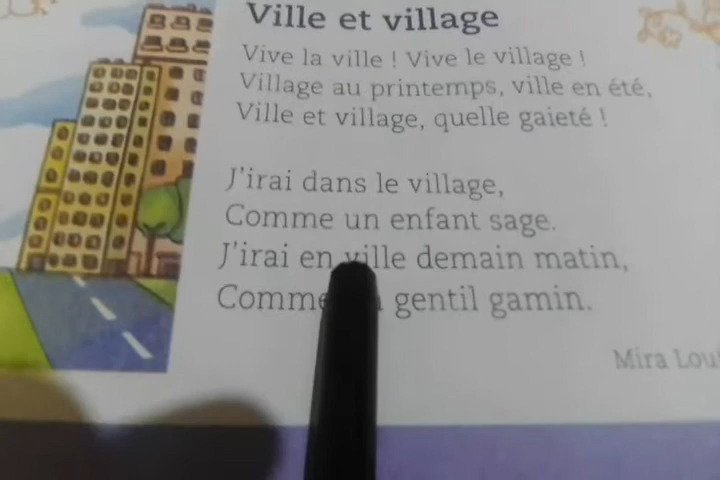 Ville et village
Vive la ville ! Vive le village !
Village au printemps, ville en été,
Ville et village, quelle gaieté !
J'irai dans le village,
Comme un enfant sage.
J'irai en ville demain matin,
Comme gentil gamin.
Mira